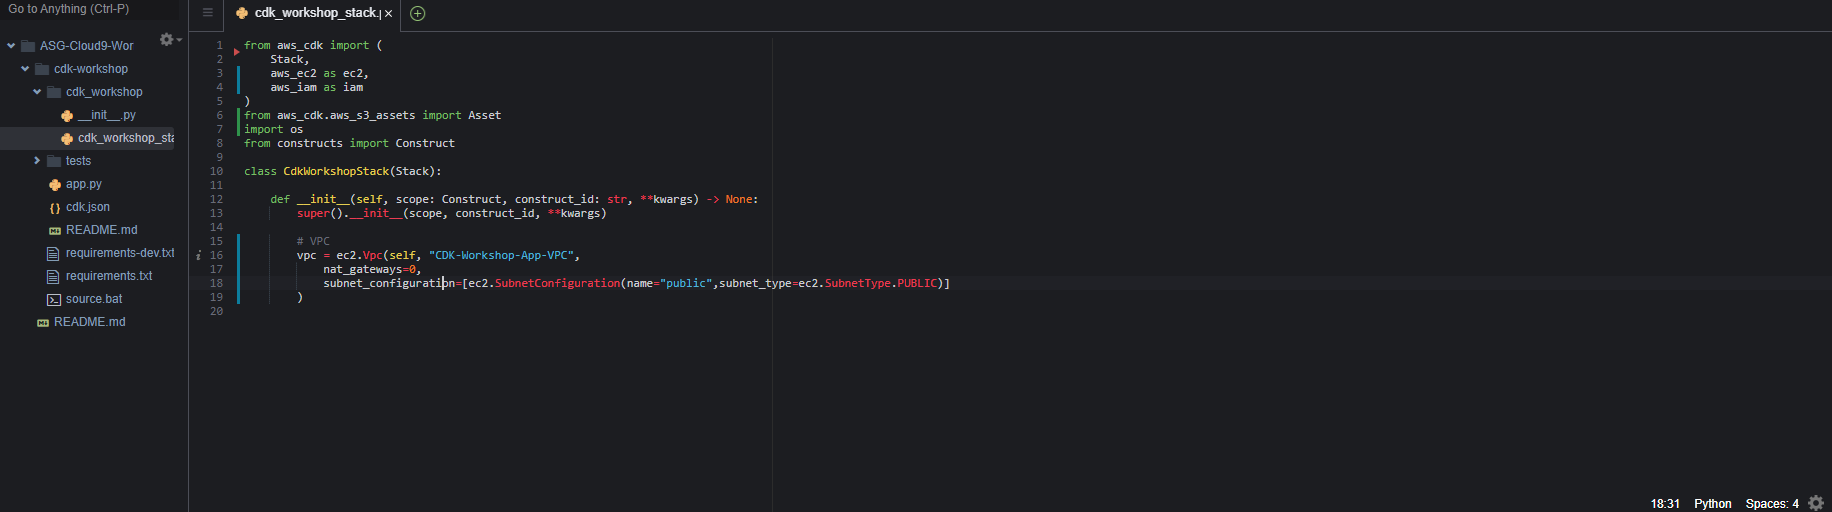 Go to Anything (Ctrl-P)
cdk_workshop_stack.p
ASG-Cloud9-Wor
cdk-workshop
cdk_workshop
__init__.py
cdk_workshop_sta
tests
app.py
cdk.json
README.md
requirements-dev.txt
requirements.txt
source.bat
README.md
1 from aws_cdk import (
2     Stack,
3     aws_ec2 as ec2,
4     aws_iam as iam
5 )
6 from aws_cdk.aws_s3_assets import Asset
7 import os
8 from constructs import Construct
9
10 class CdkWorkshopStack(Stack):
11
12     def __init__(self, scope: Construct, construct_id: str, **kwargs) -> None:
13         super().__init__(scope, construct_id, **kwargs)
14
15         # VPC
16         vpc = ec2.Vpc(self, "CDK-Workshop-App-VPC",
17             nat_gateways=0,
18             subnet_configuration=[ec2.SubnetConfiguration(name="public",subnet_type=ec2.SubnetType.PUBLIC)]
19         )
20
18:31 Python Spaces: 4